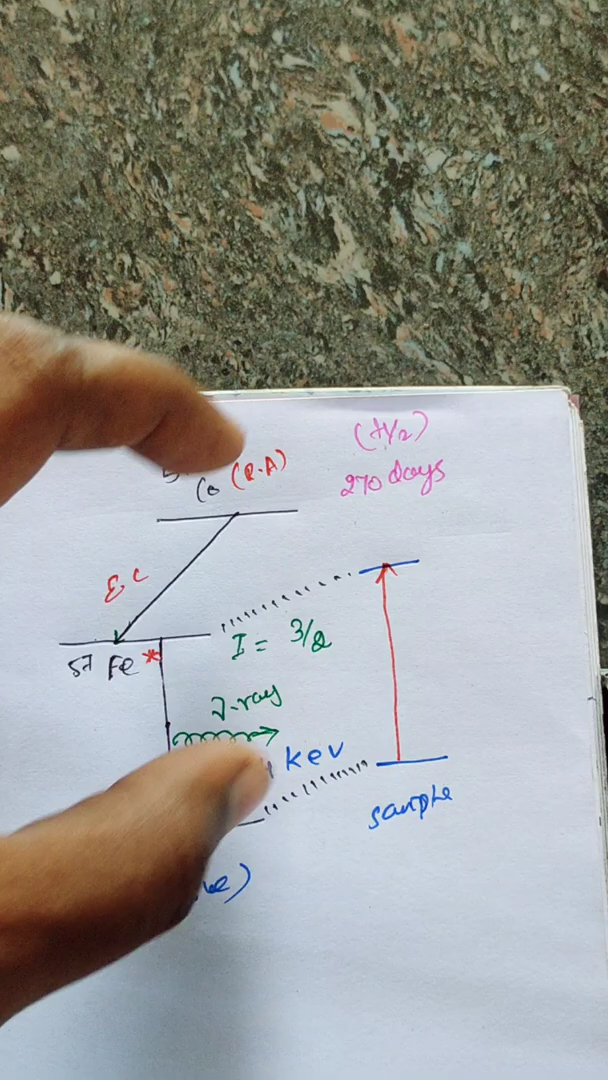 Co (R.A)
(t1/2)
270 days
E.C
57 Fe *
I = 3/2
γ-ray
kev
sample